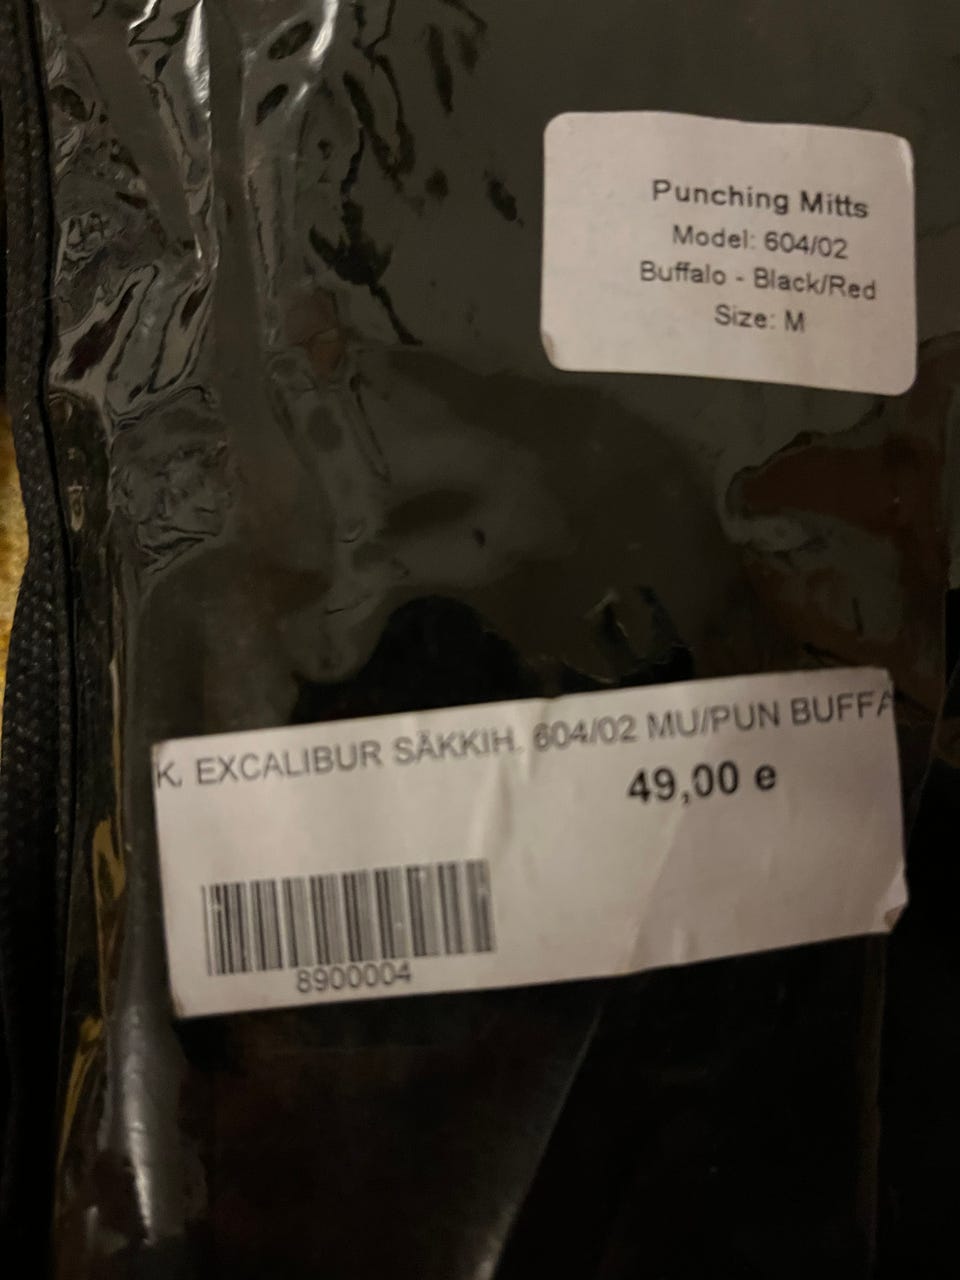 Punching Mitts
Model: 604/02
Buffalo - Black/Red
Size: M
K. EXCALIBUR SÄKKIH. 604/02 MU/PUN BUFFA
49,00 e
8900004